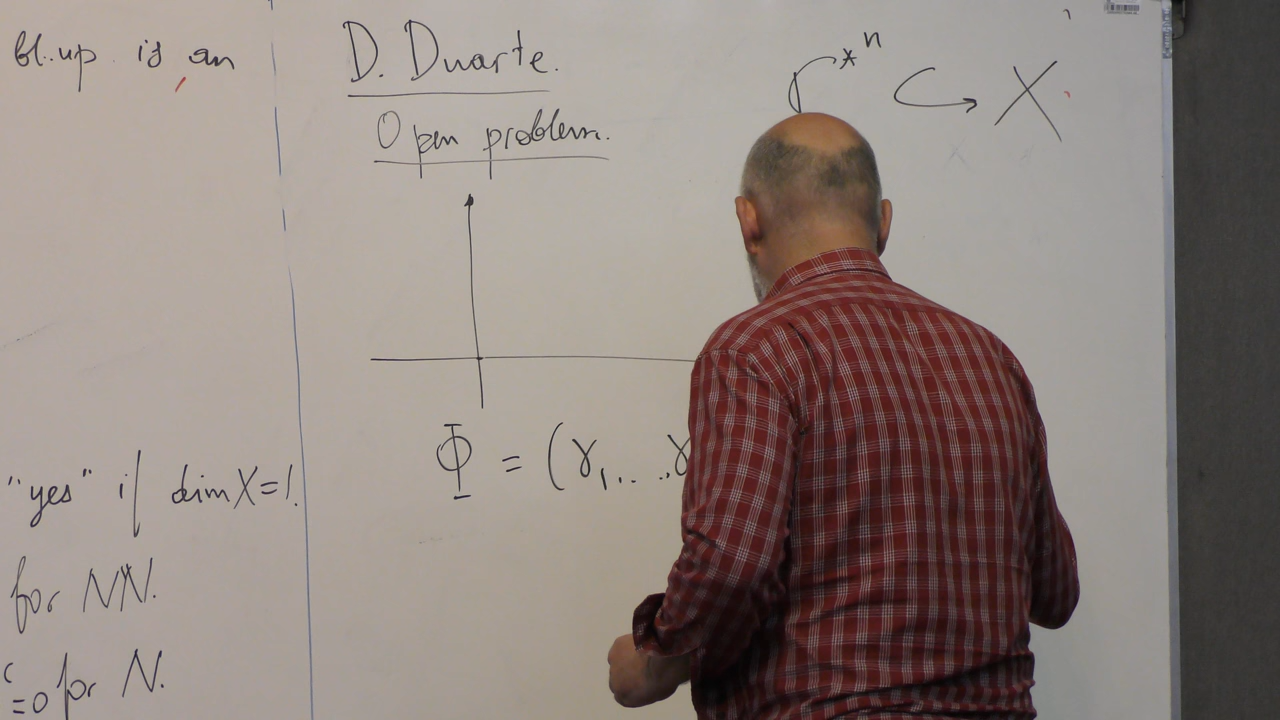 bl.up. is an
"yes" if dim X=1.
for NN.
=0 for N.
D. Duarte.
Open problem.
Φ = (γ₁,...,γ
*ⁿ ↪ X